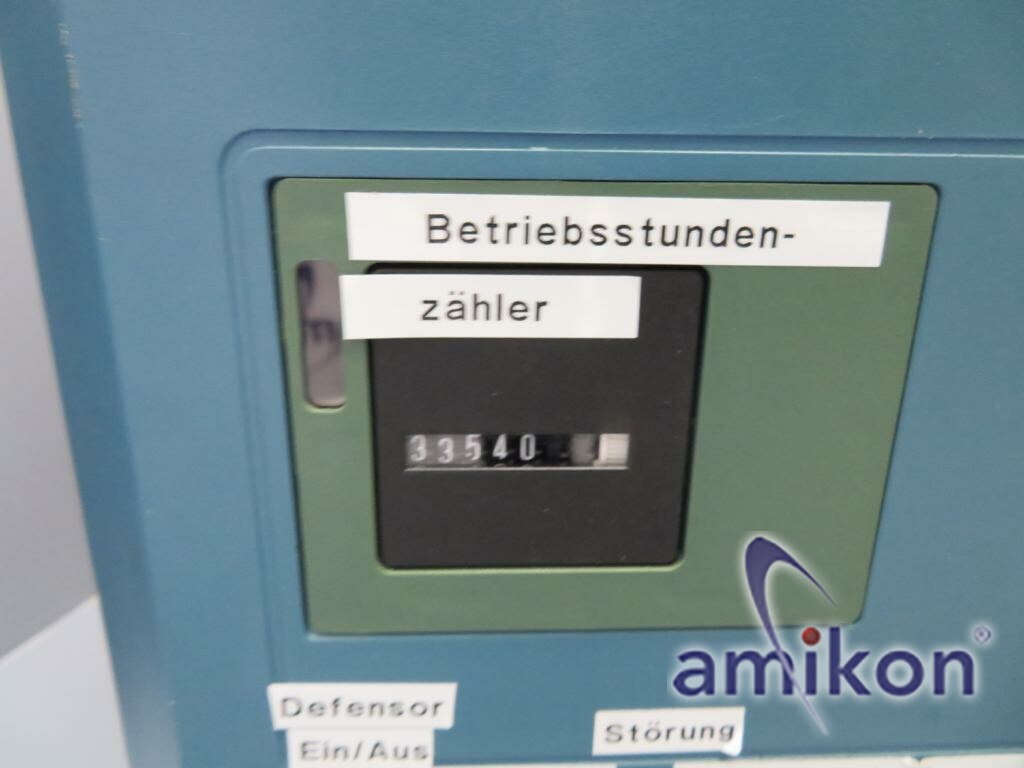 Betriebsstunden-
zähler
33540
amikon®
Defensor
Ein/Aus
Störung